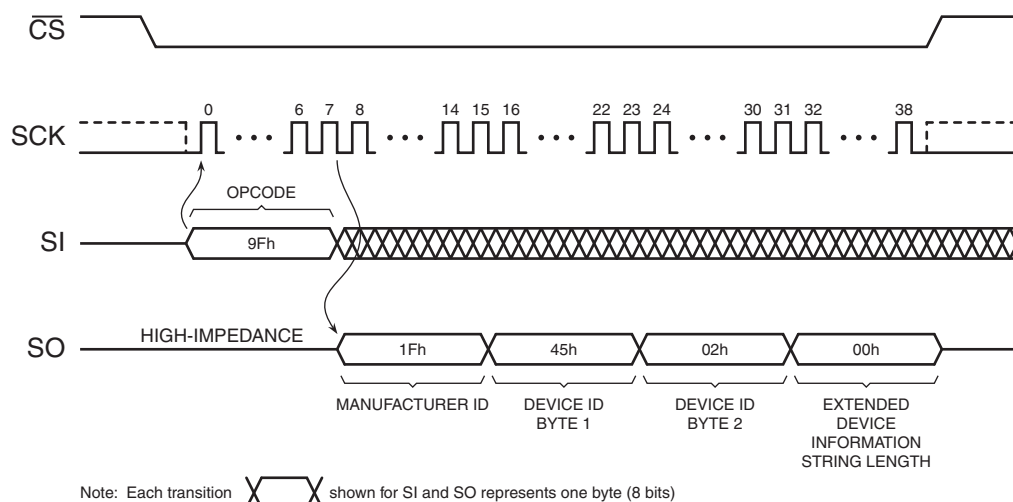 CS
SCK
0 6 7 8 14 15 16 22 23 24 30 31 32 38
OPCODE
SI
9Fh
SO
HIGH-IMPEDANCE
1Fh 45h 02h 00h
MANUFACTURER ID
DEVICE ID
BYTE 1
DEVICE ID
BYTE 2
EXTENDED
DEVICE
INFORMATION
STRING LENGTH
Note: Each transition shown for SI and SO represents one byte (8 bits)